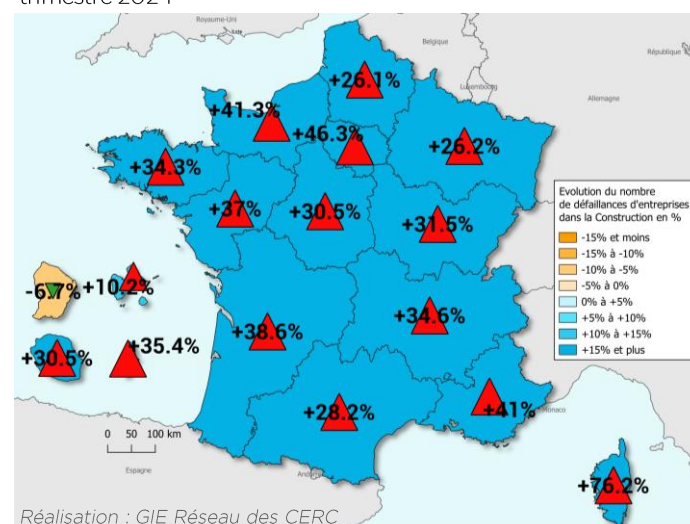 trimestre 2024
Royaume-Uni
Belgique
République
Luxembourg
Allemagne
+26.1%
+41.3%
+46.3%
+26.2%
+34.3%
+37%
+30.5%
+31.5%
Evolution du nombre
de défaillances d'entreprises
dans la Construction en %
-15% et moins
-15% à -10%
-10% à -5%
-5% à 0%
0% à +5%
+5% à +10%
+10% à +15%
+15% et plus
-6.7%
+10.2%
+38.6%
+34.6%
+30.5%
+35.4%
+28.2%
+41%
Monaco
0 50 100 km
Espagne
+76.2%
Réalisation : GIE Réseau des CERC